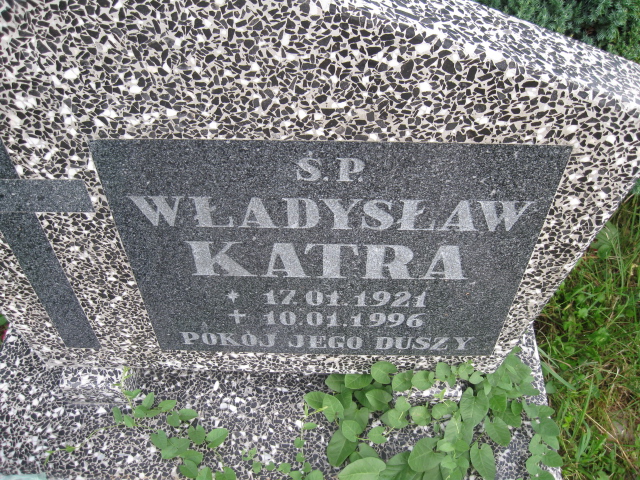 Ś.P.
WŁADYSŁAW
KATRA
* 17.01.1921
+ 10.01.1996
POKÓJ JEGO DUSZY